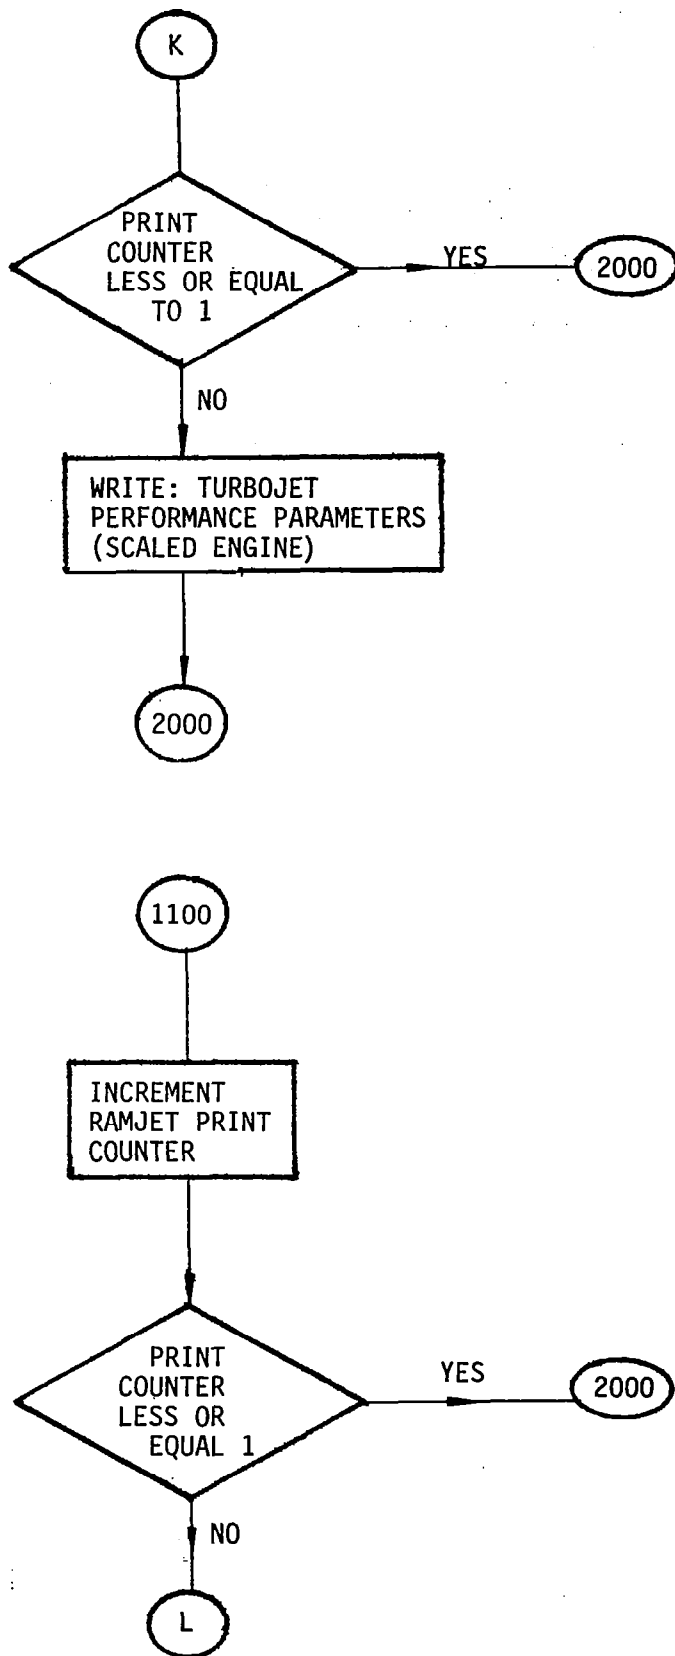 K
PRINT
COUNTER
LESS OR EQUAL
TO 1
YES
2000
NO
WRITE: TURBOJET
PERFORMANCE PARAMETERS
(SCALED ENGINE)
2000
1100
INCREMENT
RAMJET PRINT
COUNTER
PRINT
COUNTER
LESS OR
EQUAL 1
YES
2000
NO
L